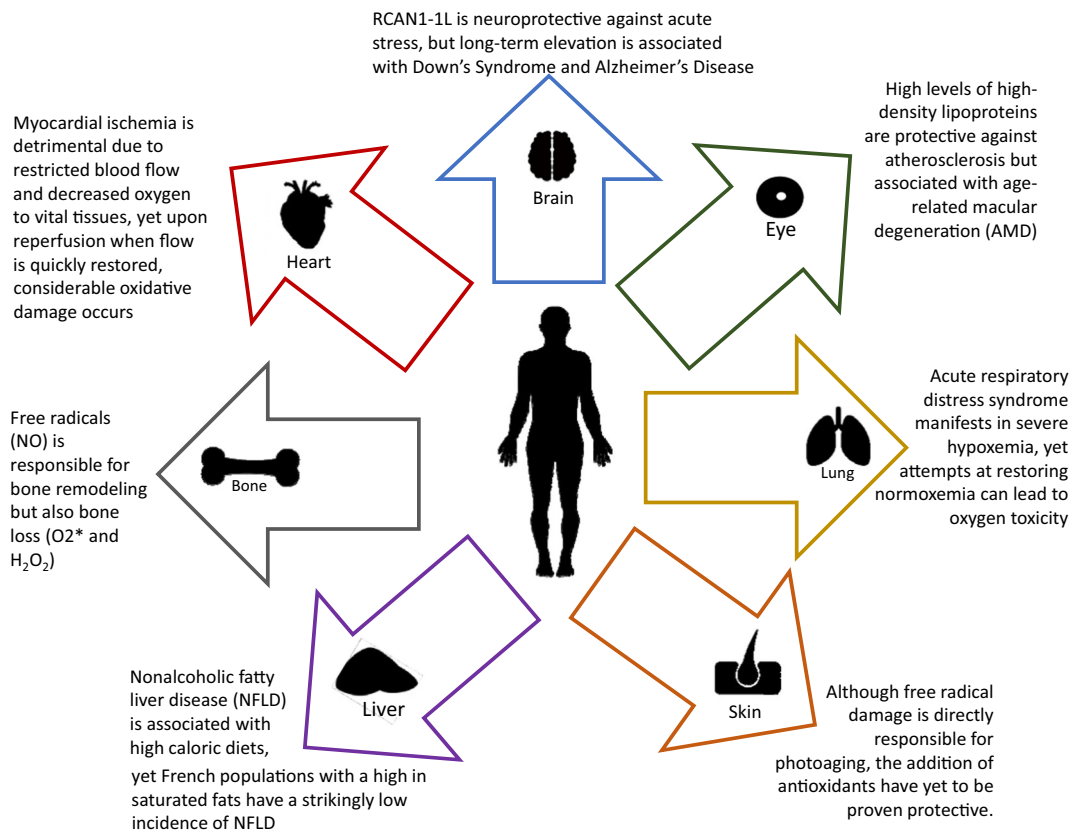 RCAN1-1L is neuroprotective against acute
stress, but long-term elevation is associated
with Down's Syndrome and Alzheimer's Disease
Brain
High levels of high-
density lipoproteins
are protective against
atherosclerosis but
associated with age-
related macular
degeneration (AMD)
Eye
Myocardial ischemia is
detrimental due to
restricted blood flow
and decreased oxygen
to vital tissues, yet upon
reperfusion when flow
is quickly restored,
considerable oxidative
damage occurs
Heart
Acute respiratory
distress syndrome
manifests in severe
hypoxemia, yet
attempts at restoring
normoxemia can lead to
oxygen toxicity
Lung
Free radicals
(NO) is
responsible for
bone remodeling
but also bone
loss (O2* and
H₂O₂)
Bone
Nonalcoholic fatty
liver disease (NFLD)
is associated with
high caloric diets,
yet French populations with a high in
saturated fats have a strikingly low
incidence of NFLD
Liver
Skin
Although free radical
damage is directly
responsible for
photoaging, the addition of
antioxidants have yet to be
proven protective.